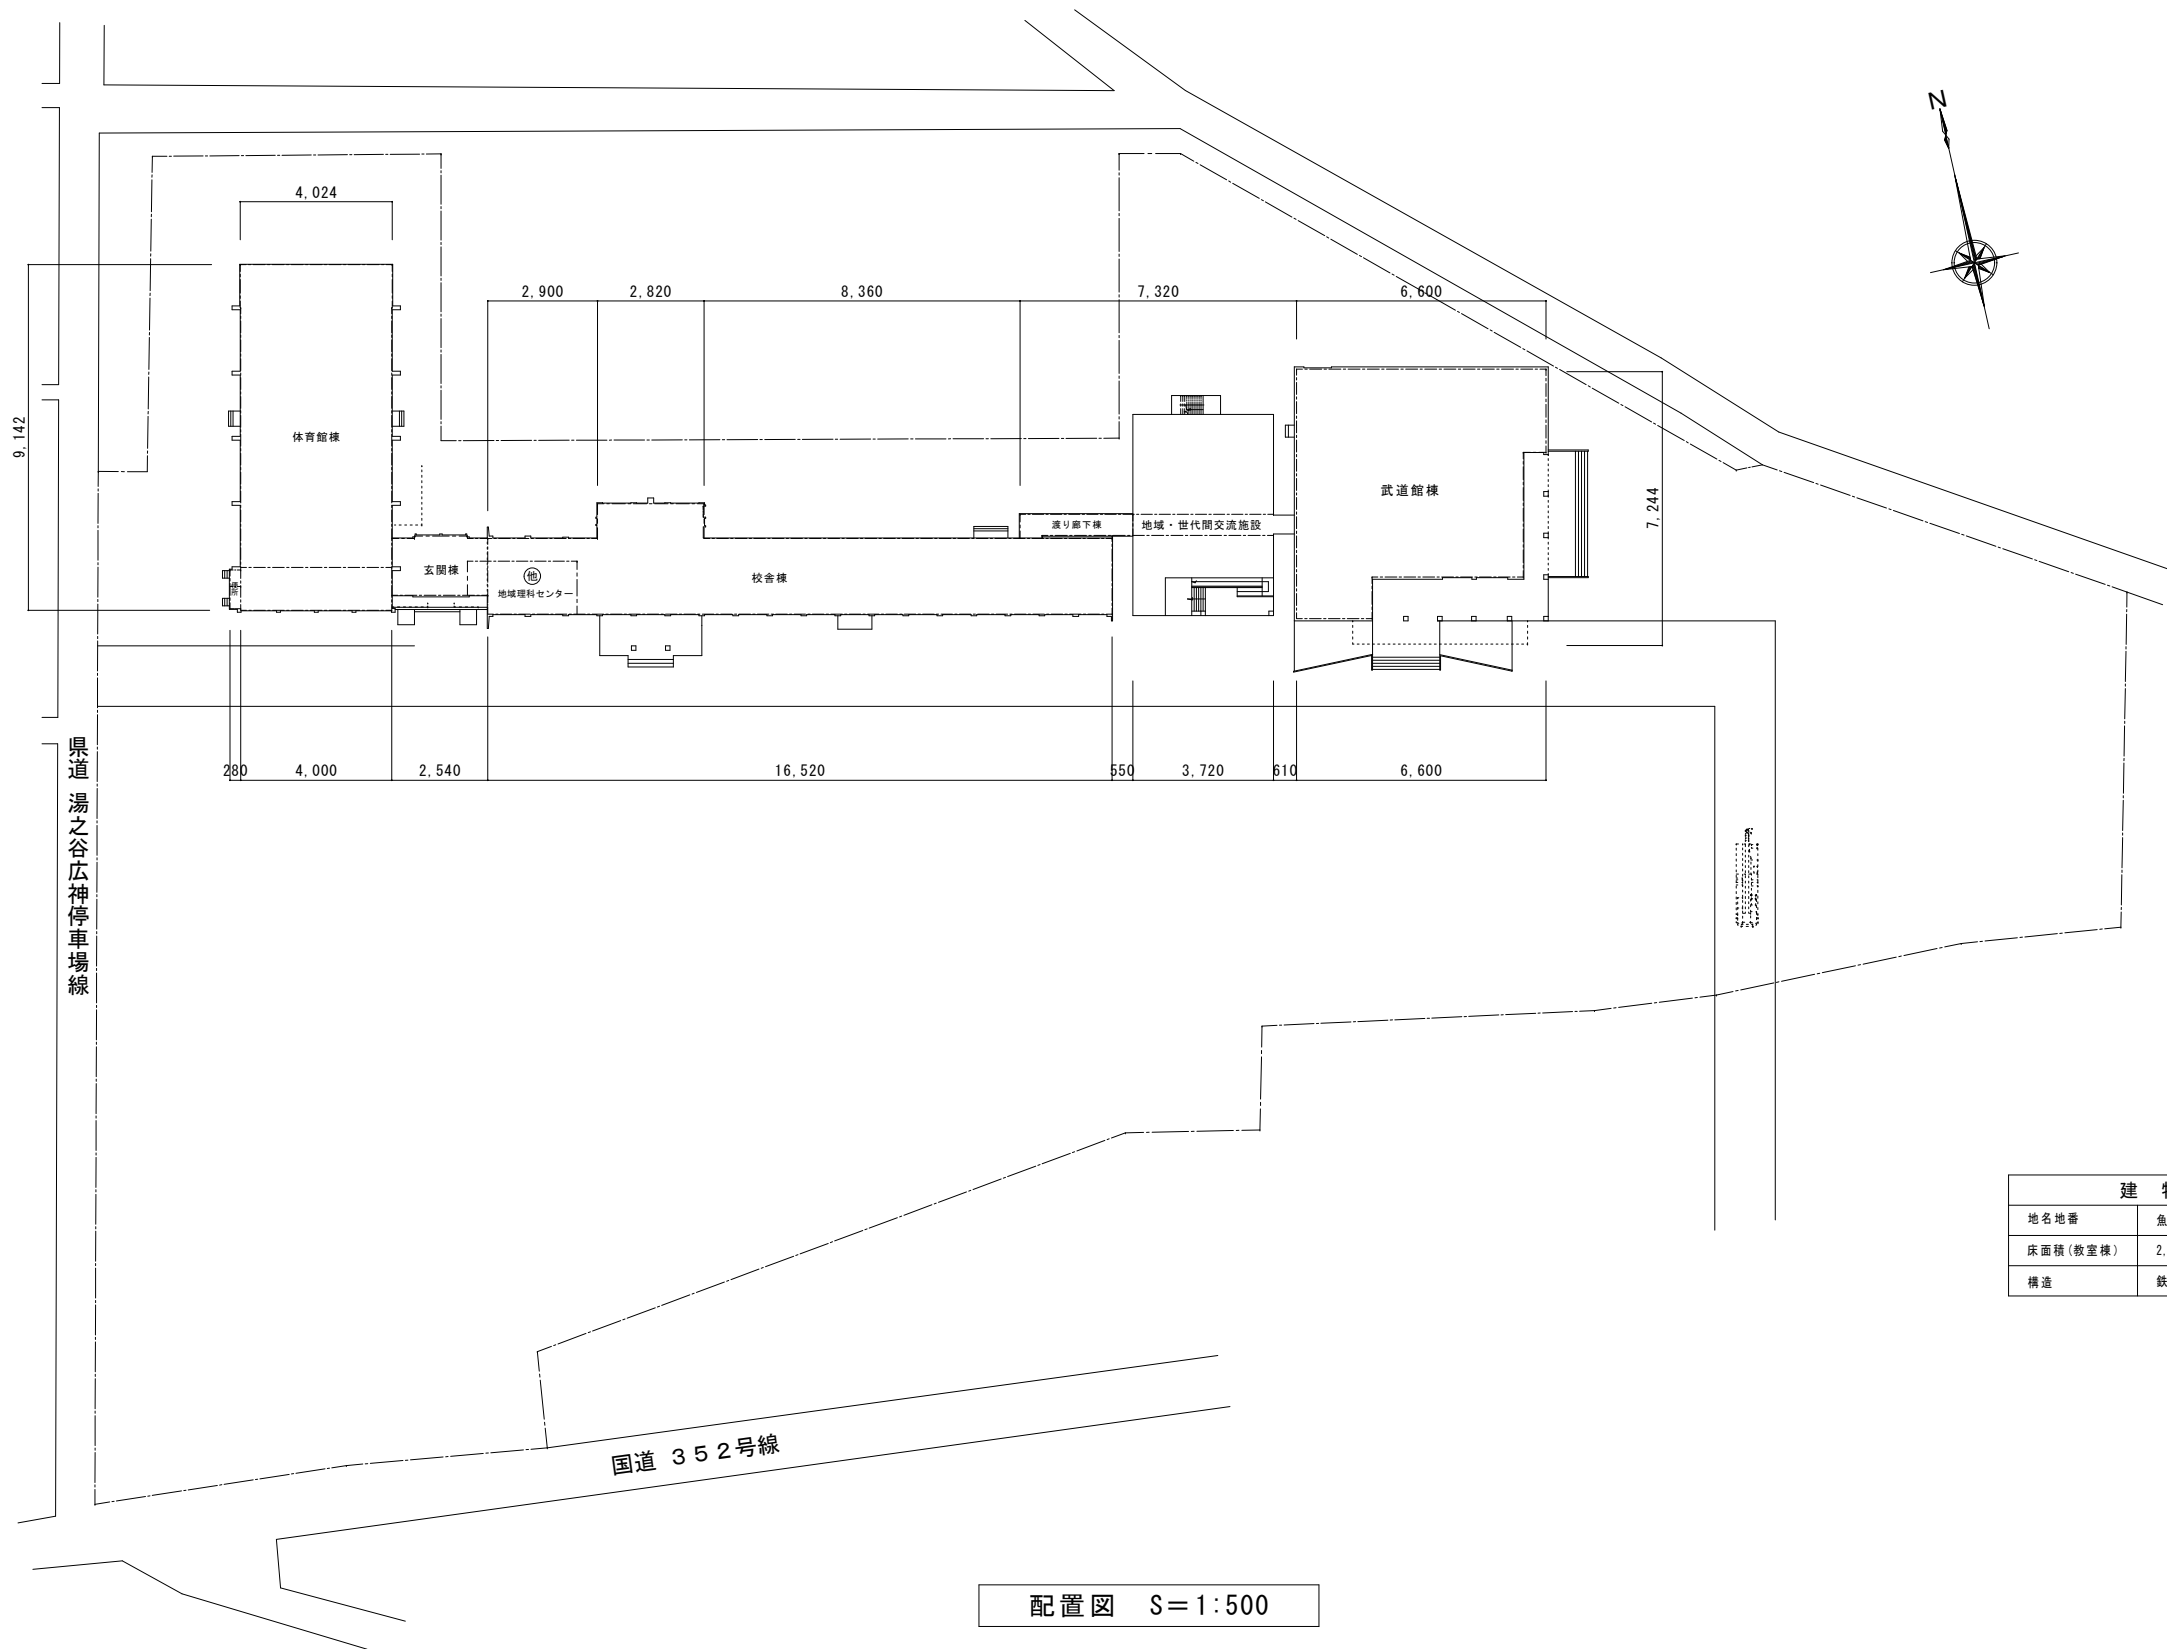 N
4,024
2,900
2,820
8,360
7,320
6,600
9,142
体育館棟
武道館棟
7,244
渡り廊下棟
地域・世代間交流施設
玄関棟
他
校舎棟
地域理科センター
280
4,000
2,540
16,520
550
3,720
610
6,600
県道 湯之谷広神停車場線
建
地名地番 魚
床面積(教室棟) 2,
構造 鉄
国道 352号線
配置図 S=1:500